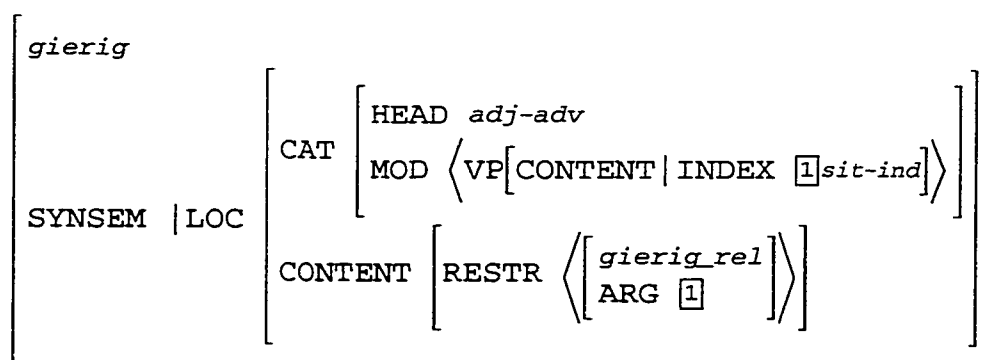 gierig
HEAD adj-adv
CAT
MOD ⟨VP[CONTENT| INDEX [1]sit-ind]⟩
SYNSEM |LOC
gierig_rel
CONTENT [RESTR ⟨[ ]⟩]
ARG [1]